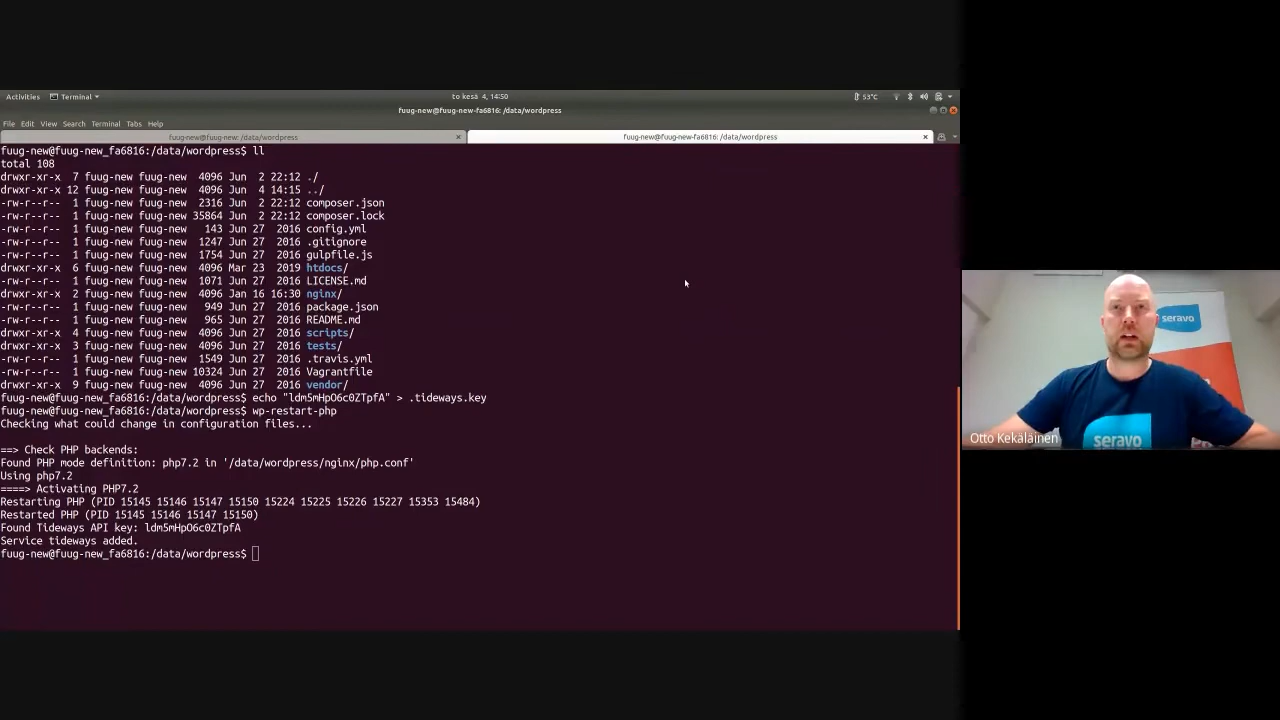 Activities Terminal to kesä 4, 14:50 53°C
fuug-new@fuug-new-fa6816: /data/wordpress
File Edit View Search Terminal Tabs Help
fuug-new@fuug-new: /data/wordpress fuug-new@fuug-new-fa6816: /data/wordpress
fuug-new@fuug-new_fa6816:/data/wordpress$ ll
total 108
drwxr-xr-x 7 fuug-new fuug-new 4096 Jun 2 22:12 ./
drwxr-xr-x 12 fuug-new fuug-new 4096 Jun 4 14:15 ../
-rw-r--r-- 1 fuug-new fuug-new 2316 Jun 2 22:12 composer.json
-rw-r--r-- 1 fuug-new fuug-new 35864 Jun 2 22:12 composer.lock
-rw-r--r-- 1 fuug-new fuug-new 143 Jun 27 2016 config.yml
-rw-r--r-- 1 fuug-new fuug-new 1247 Jun 27 2016 .gitignore
-rw-r--r-- 1 fuug-new fuug-new 1754 Jun 27 2016 gulpfile.js
drwxr-xr-x 6 fuug-new fuug-new 4096 Mar 23 2019 htdocs/
-rw-r--r-- 1 fuug-new fuug-new 1071 Jun 27 2016 LICENSE.md
drwxr-xr-x 2 fuug-new fuug-new 4096 Jan 16 16:30 nginx/
-rw-r--r-- 1 fuug-new fuug-new 949 Jun 27 2016 package.json
-rw-r--r-- 1 fuug-new fuug-new 965 Jun 27 2016 README.md
drwxr-xr-x 4 fuug-new fuug-new 4096 Jun 27 2016 scripts/
drwxr-xr-x 3 fuug-new fuug-new 4096 Jun 27 2016 tests/
-rw-r--r-- 1 fuug-new fuug-new 1549 Jun 27 2016 .travis.yml
-rw-r--r-- 1 fuug-new fuug-new 10324 Jun 27 2016 Vagrantfile
drwxr-xr-x 9 fuug-new fuug-new 4096 Jun 27 2016 vendor/
fuug-new@fuug-new_fa6816:/data/wordpress$ echo "ldm5mHpO6c0ZTpfA" > .tideways.key
fuug-new@fuug-new_fa6816:/data/wordpress$ wp-restart-php
Checking what could change in configuration files...
==> Check PHP backends:
Found PHP mode definition: php7.2 in '/data/wordpress/nginx/php.conf'
Using php7.2
====> Activating PHP7.2
Restarting PHP (PID 15145 15146 15147 15150 15224 15225 15226 15227 15353 15484)
Restarted PHP (PID 15145 15146 15147 15150)
Found Tideways API key: ldm5mHpO6c0ZTpfA
Service tideways added.
fuug-new@fuug-new_fa6816:/data/wordpress$
seravo
seravo
Otto Kekäläinen